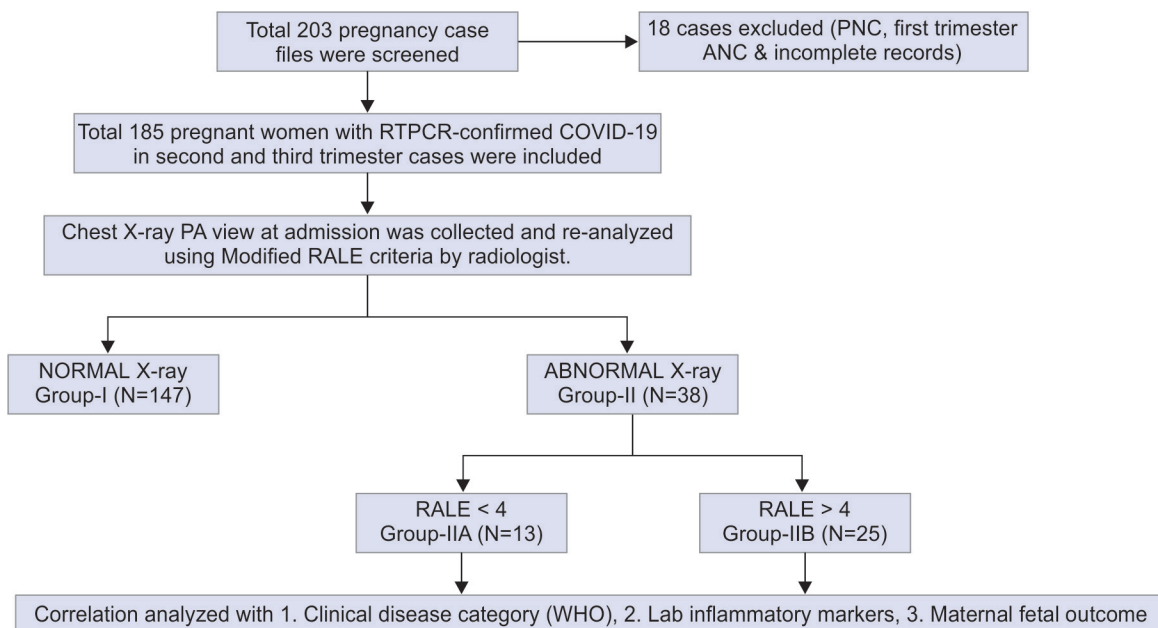 Total 203 pregnancy case
files were screened
18 cases excluded (PNC, first trimester
ANC & incomplete records)
Total 185 pregnant women with RTPCR-confirmed COVID-19
in second and third trimester cases were included
Chest X-ray PA view at admission was collected and re-analyzed
using Modified RALE criteria by radiologist.
NORMAL X-ray
Group-I (N=147)
ABNORMAL X-ray
Group-II (N=38)
RALE < 4
Group-IIA (N=13)
RALE > 4
Group-IIB (N=25)
Correlation analyzed with 1. Clinical disease category (WHO), 2. Lab inflammatory markers, 3. Maternal fetal outcome